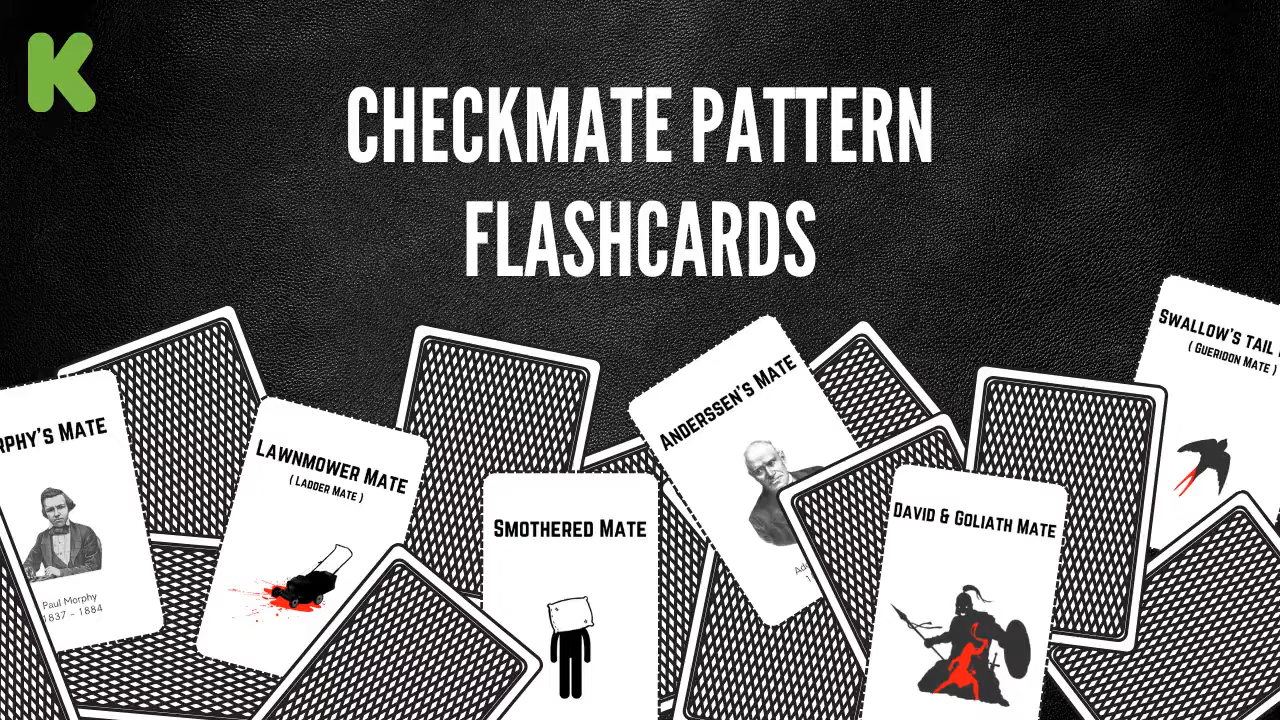 K
CHECKMATE PATTERN
FLASHCARDS
RPHY'S MATE
Paul Morphy
1837 - 1884
LAWNMOWER MATE
( LADDER MATE )
SMOTHERED MATE
ANDERSSEN'S MATE
DAVID & GOLIATH MATE
SWALLOW'S TAIL
( GUERIDON MATE )